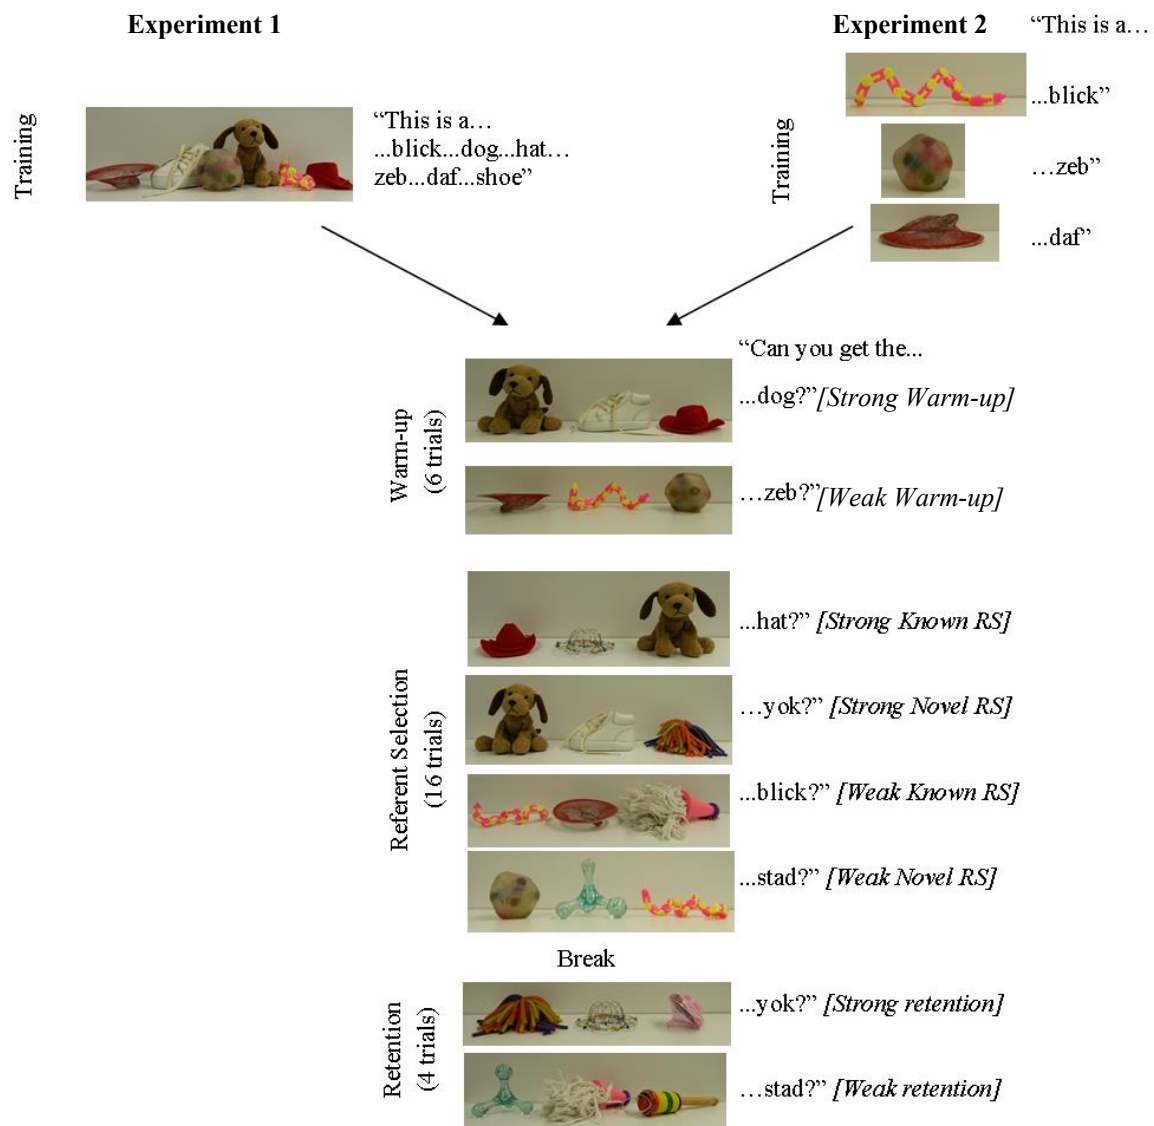 Experiment 1
Experiment 2
“This is a…
...blick”
…zeb”
...daf”
Training
“This is a…
...blick...dog...hat…
zeb...daf...shoe”
Training
“Can you get the...
Warm-up
(6 trials)
...dog?”[Strong Warm-up]
…zeb?”[Weak Warm-up]
Referent Selection
(16 trials)
...hat?” [Strong Known RS]
…yok?” [Strong Novel RS]
...blick?” [Weak Known RS]
...stad?” [Weak Novel RS]
Break
Retention
(4 trials)
...yok?” [Strong retention]
…stad?” [Weak retention]